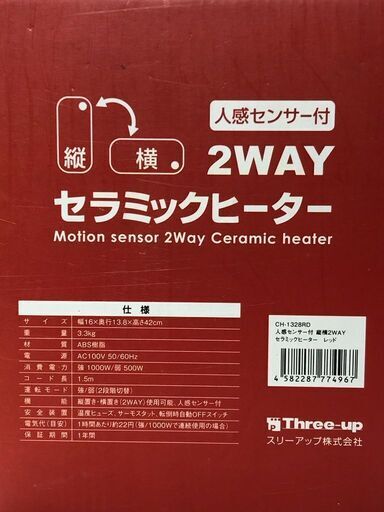 縦
横
人感センサー付
2WAY
セラミックヒーター
Motion sensor 2Way Ceramic heater
仕様
サイズ 幅16×奥行13.8×高さ42cm
重量 3.3kg
材質 ABS樹脂
電源 AC100V 50/60Hz
消費電力 強 1000W/弱 500W
コード長 1.5m
運転モード 強/弱(2段階切替)
機能 縦置き・横置き(2WAY)使用可能、人感センサー付
安全装置 温度ヒューズ、サーモスタット、転倒時自動OFFスイッチ
電気代(目安) 1時間あたり約22円(強/1000Wで連続使用の場合)
保証期間 1年間
CH-1328RD
人感センサー付 縦横2WAY
セラミックヒーター レッド
4 582287 774967
Three-up
スリーアップ株式会社